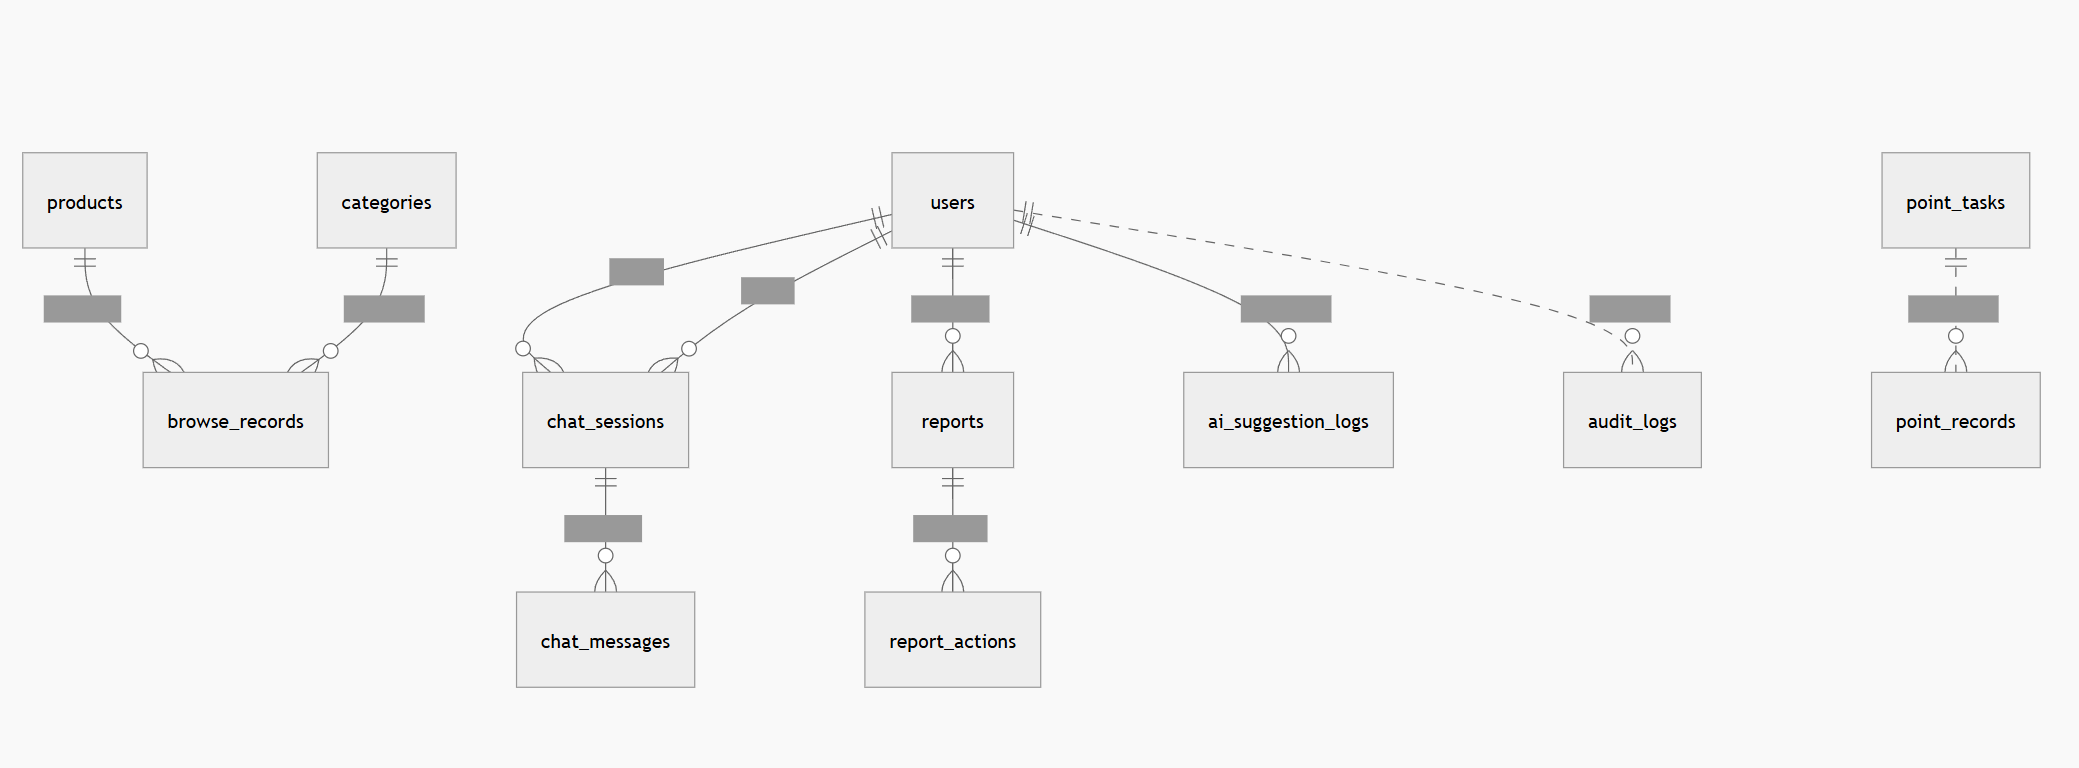 products
categories
users
point_tasks
browse_records
chat_sessions
reports
ai_suggestion_logs
audit_logs
point_records
chat_messages
report_actions